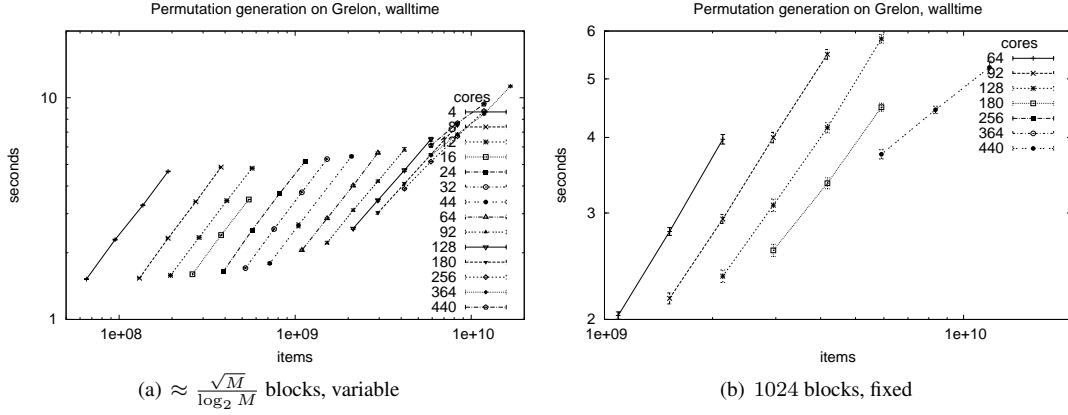 Permutation generation on Grelon, walltime
10
1
seconds
1e+08
1e+09
1e+10
items
cores
4
8
12
16
24
32
44
64
92
128
180
256
364
440
(a) ≈ √M / log₂ M blocks, variable
Permutation generation on Grelon, walltime
6
5
4
3
2
seconds
1e+09
1e+10
items
cores
64
92
128
180
256
364
440
(b) 1024 blocks, fixed